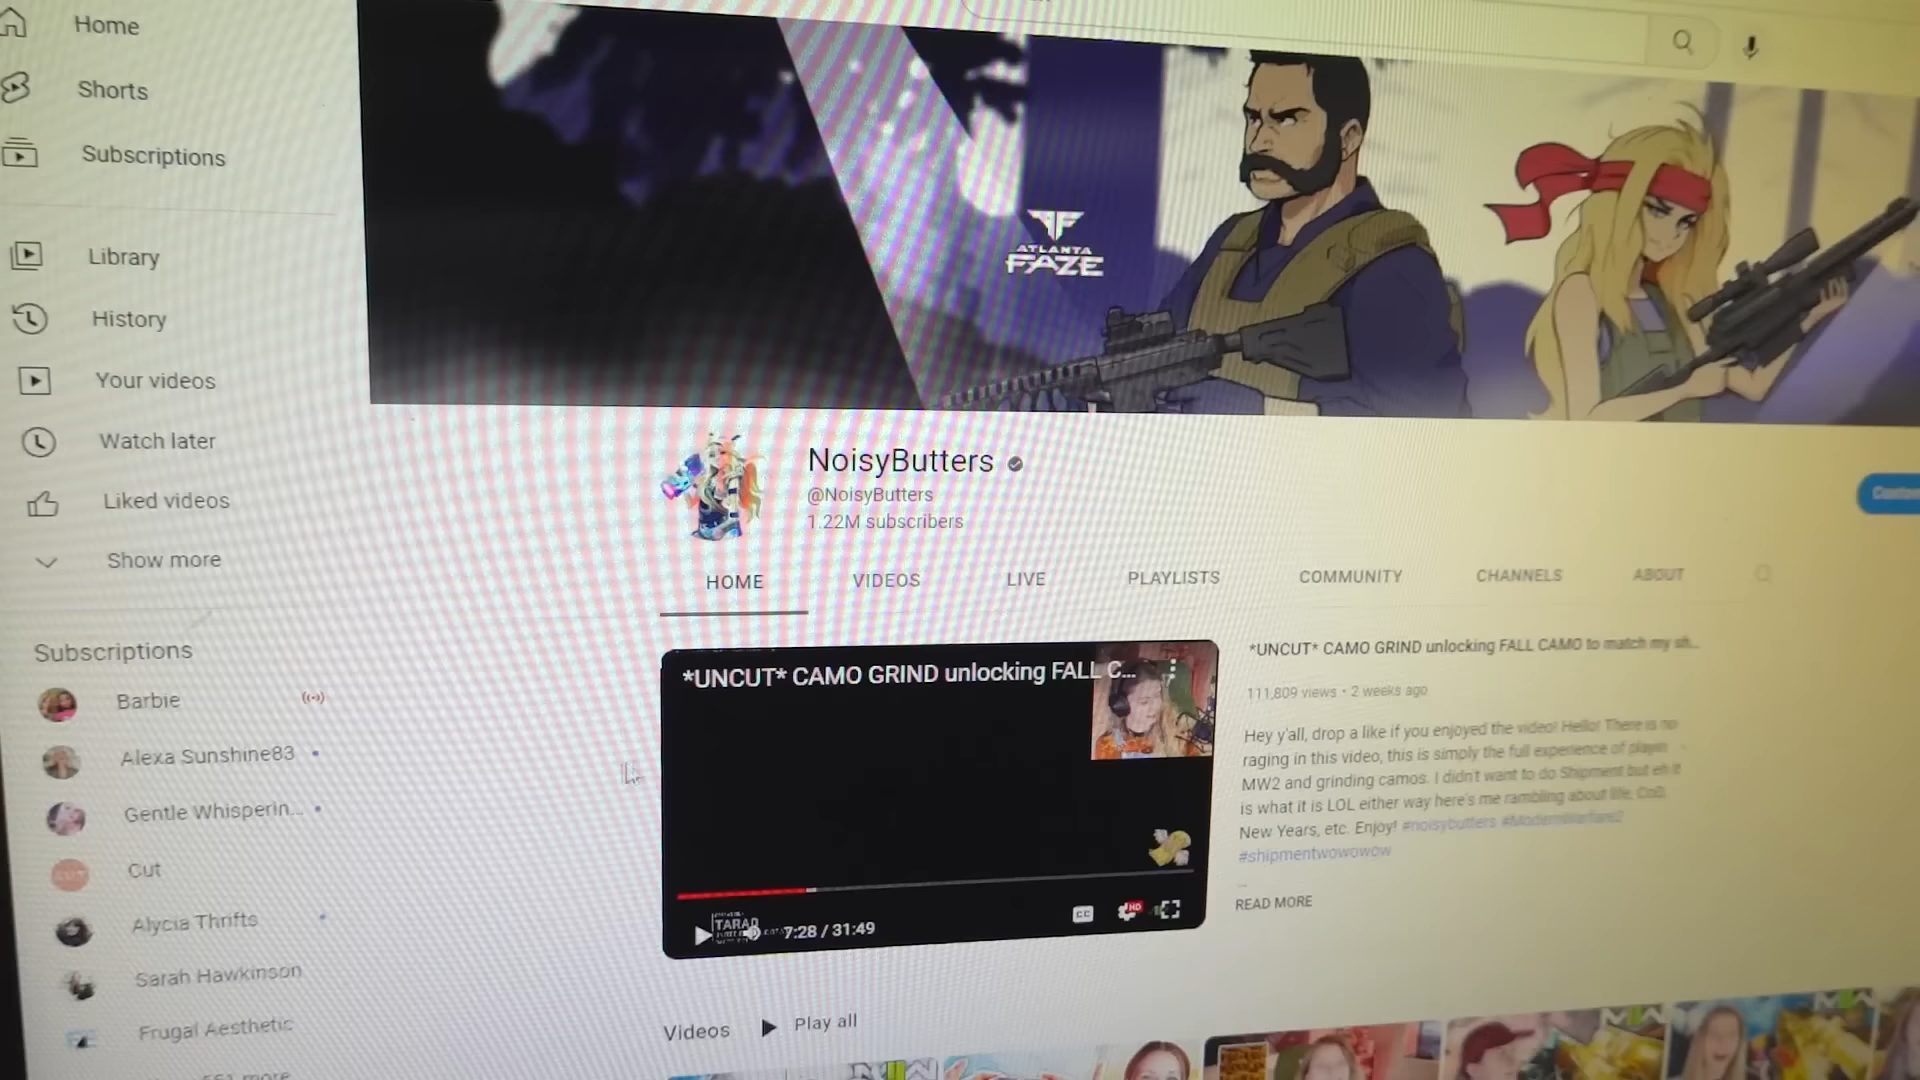 Home
Shorts
Subscriptions
Library
History
Your videos
Watch later
Liked videos
Show more
Subscriptions
Barbie
Alexa Sunshine83
Gentle Whisperin...
Cut
Alycia Thrifts
Sarah Hawkinson
Frugal Aesthetic
ATLANTA
FAZE
NoisyButters
@NoisyButters
1.22M subscribers
HOME VIDEOS LIVE PLAYLISTS COMMUNITY CHANNELS ABOUT
*UNCUT* CAMO GRIND unlocking FALL C...
TARAD
7:28 / 31:49
CC
HD
*UNCUT* CAMO GRIND unlocking FALL CAMO to match my sh...
111,809 views • 2 weeks ago
Hey y'all, drop a like if you enjoyed the video! Hello! There is no
raging in this video, this is simply the full experience of playin
MW2 and grinding camos. I didn't want to do Shipment but eh it
is what it is LOL either way here's me rambling about life, CoD,
New Years, etc. Enjoy! #noisybutters #ModernWarfare2
#shipmentwowowow
...
READ MORE
Videos Play all